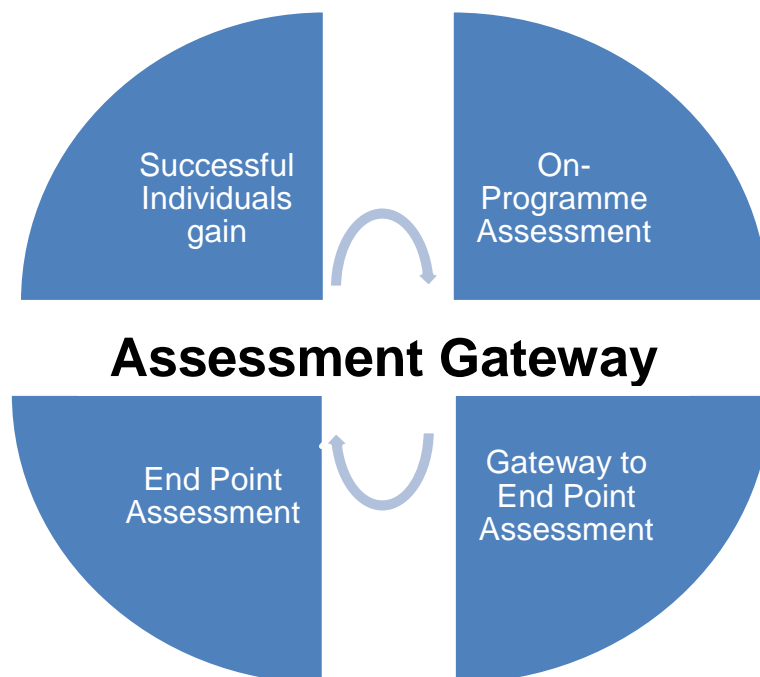 Successful
Individuals
gain
On-
Programme
Assessment
Assessment Gateway
End Point
Assessment
Gateway to
End Point
Assessment